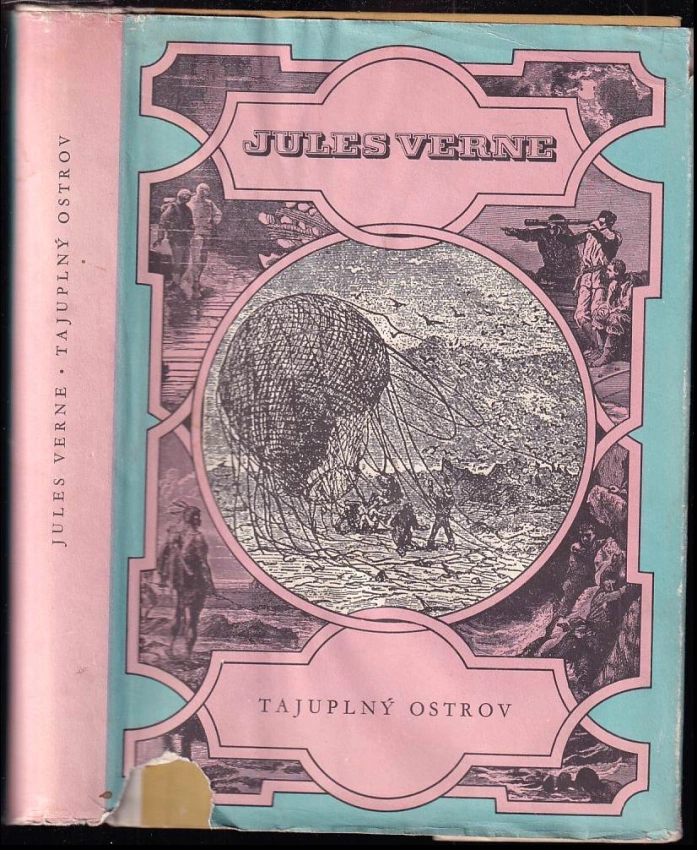 JULES VERNE • TAJUPLNÝ OSTROV
JULES VERNE
TAJUPLNÝ OSTROV